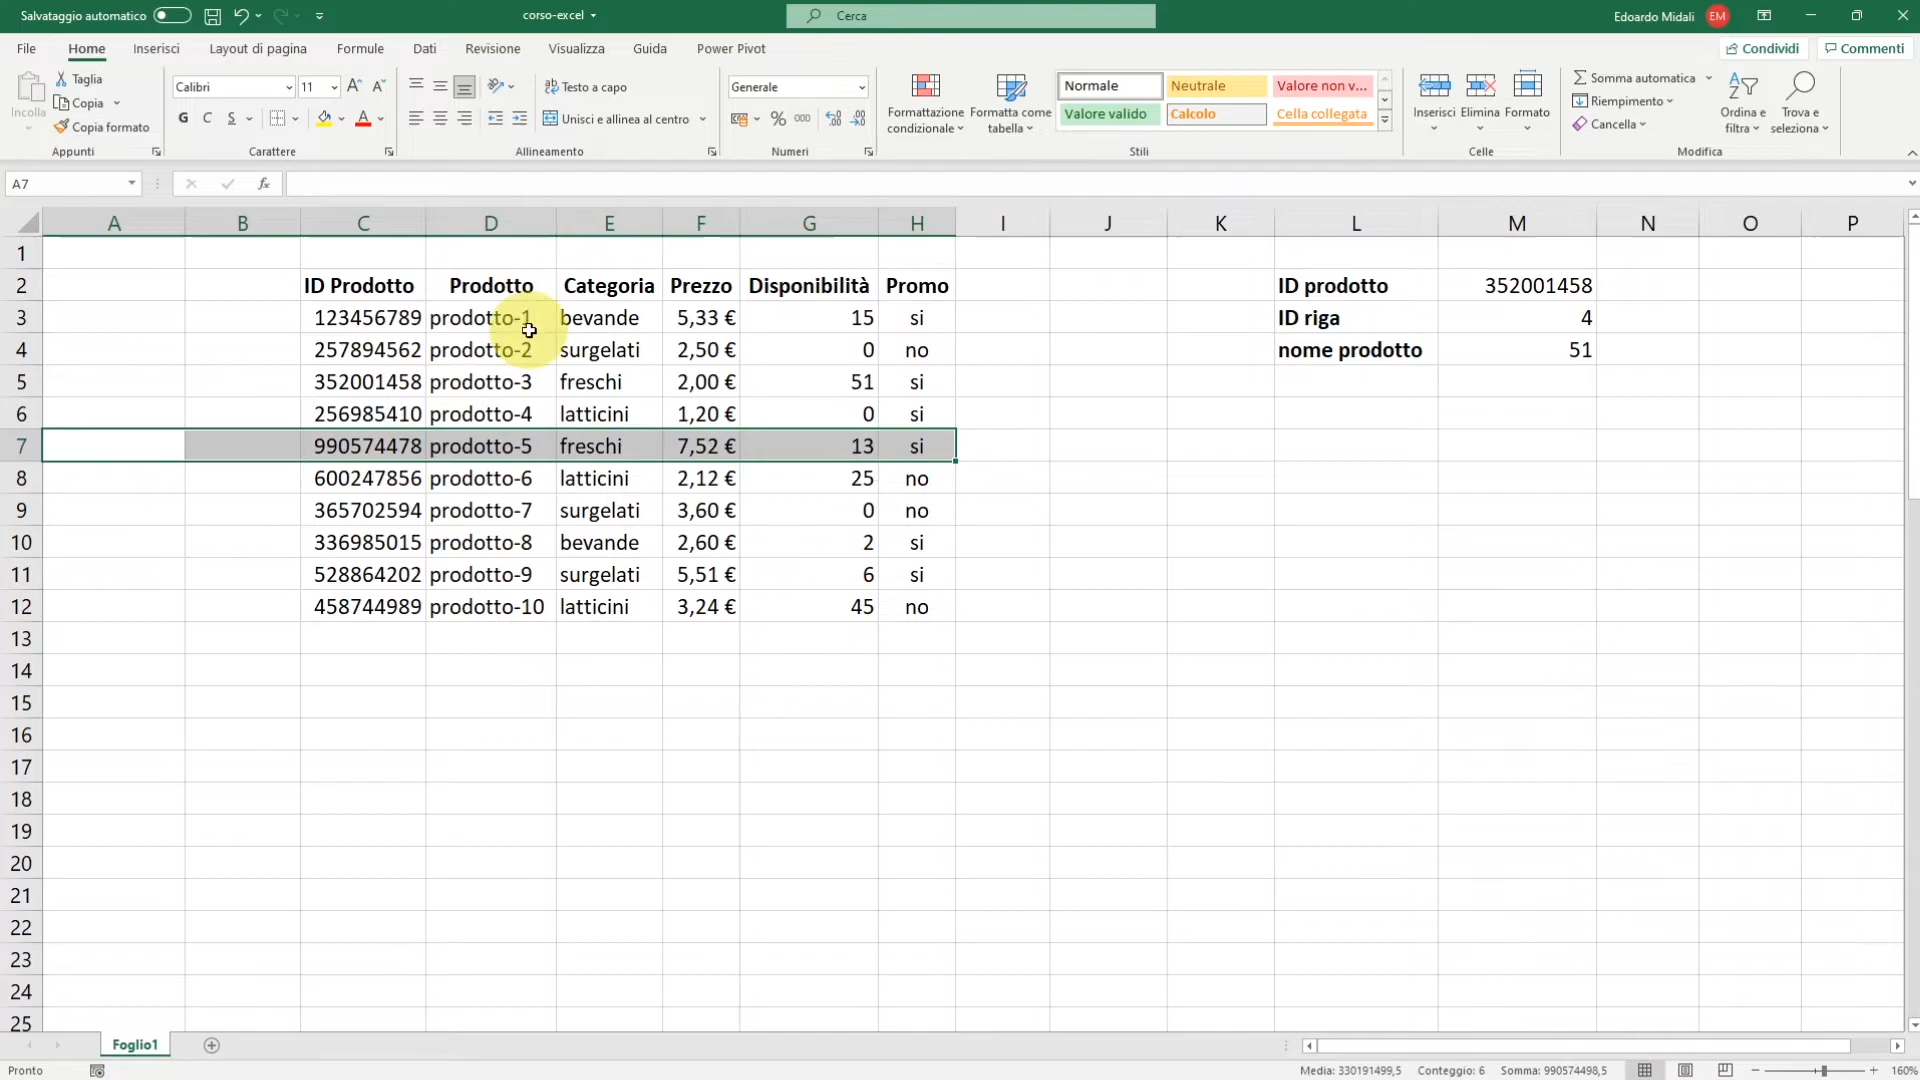 Salvataggio automatico
corso-excel
Cerca
Edoardo Midali EM
File Home Inserisci Layout di pagina Formule Dati Revisione Visualizza Guida Power Pivot
Condividi Commenti
Incolla
Taglia
Copia
Copia formato
Appunti
Calibri 11
G C S
Carattere
Testo a capo
Unisci e allinea al centro
Allineamento
Generale
% 000
Numeri
Formattazione condizionale
Formatta come tabella
Normale Neutrale Valore non v...
Valore valido Calcolo Cella collegata
Stili
Inserisci Elimina Formato
Celle
Somma automatica
Riempimento
Cancella
Ordina e filtra
Trova e seleziona
Modifica
A7 fx
A B C D E F G H I J K L M N O P
1
2 ID Prodotto Prodotto Categoria Prezzo Disponibilità Promo ID prodotto 352001458
3 123456789 prodotto-1 bevande 5,33 € 15 si ID riga 4
4 257894562 prodotto-2 surgelati 2,50 € 0 no nome prodotto 51
5 352001458 prodotto-3 freschi 2,00 € 51 si
6 256985410 prodotto-4 latticini 1,20 € 0 si
7 990574478 prodotto-5 freschi 7,52 € 13 si
8 600247856 prodotto-6 latticini 2,12 € 25 no
9 365702594 prodotto-7 surgelati 3,60 € 0 no
10 336985015 prodotto-8 bevande 2,60 € 2 si
11 528864202 prodotto-9 surgelati 5,51 € 6 si
12 458744989 prodotto-10 latticini 3,24 € 45 no
13
14
15
16
17
18
19
20
21
22
23
24
25
Foglio1
Pronto
Media: 330191499,5 Conteggio: 6 Somma: 990574498,5 160%